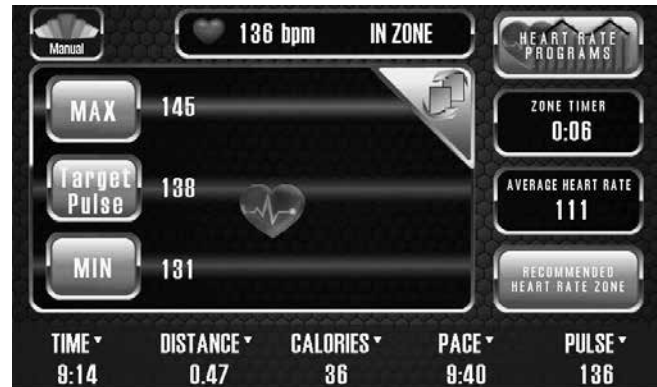 Manual
136 bpm IN ZONE
HEART RATE
PROGRAMS
MAX 145
ZONE TIMER
0:06
Target
Pulse
138
AVERAGE HEART RATE
111
MIN 131
RECOMMENDED
HEART RATE ZONE
TIME DISTANCE CALORIES PACE PULSE
9:14 0.47 36 9:40 136